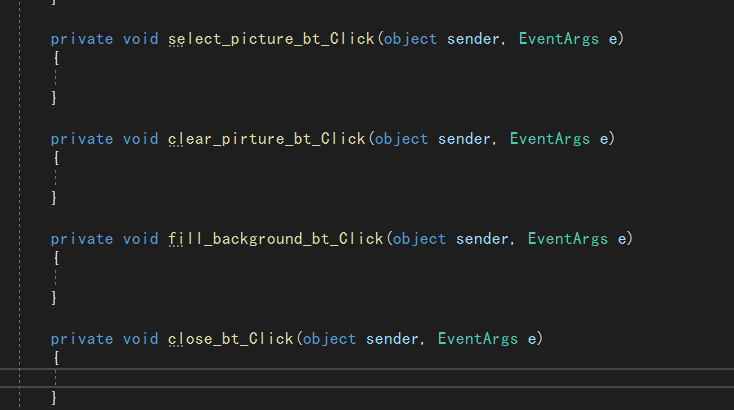 }
private void select_picture_bt_Click(object sender, EventArgs e)
{
}
private void clear_pirture_bt_Click(object sender, EventArgs e)
{
}
private void fill_background_bt_Click(object sender, EventArgs e)
{
}
private void close_bt_Click(object sender, EventArgs e)
{
}